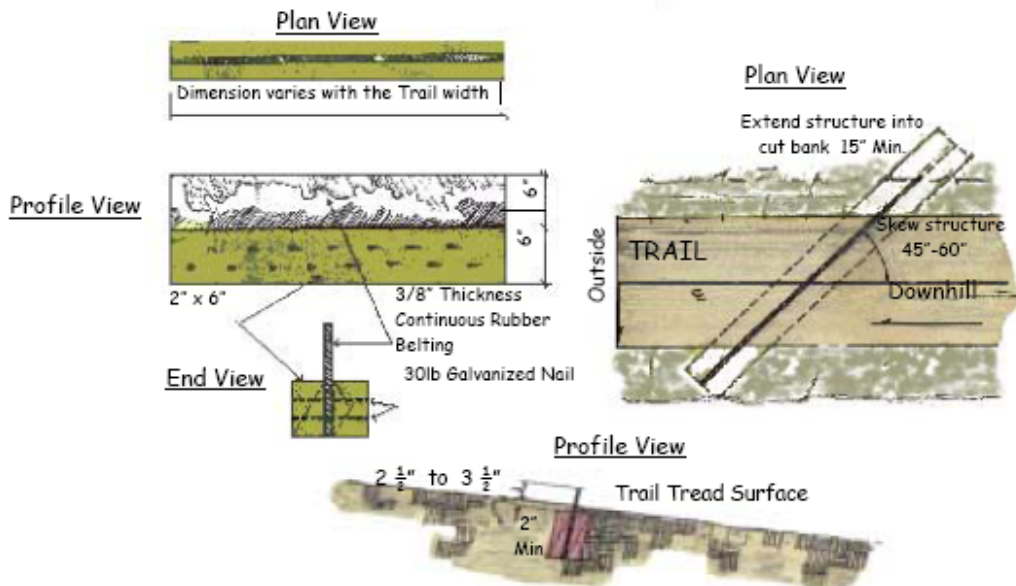 Plan View
Dimension varies with the Trail width
Profile View
6"
6"
2" x 6"
3/8" Thickness
Continuous Rubber
Belting
30lb Galvanized Nail
End View
Plan View
Extend structure into
cut bank 15" Min.
Skew structure
45"-60"
TRAIL
Outside
Downhill
Profile View
2 ½" to 3 ½"
Trail Tread Surface
2"
Min